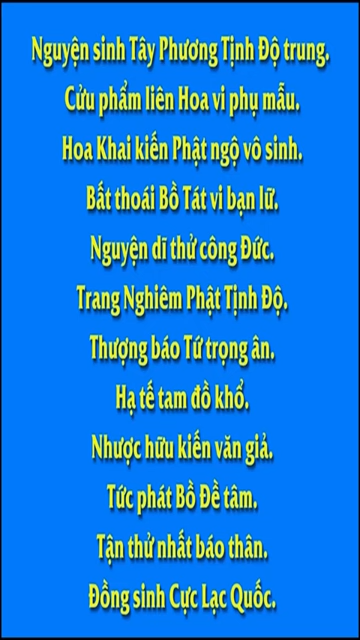 Nguyện sinh Tây Phương Tịnh Độ trung.
Cửu phẩm liên Hoa vi phụ mẫu.
Hoa Khai kiến Phật ngộ vô sinh.
Bất thoái Bồ Tát vi bạn lữ.
Nguyện dĩ thử công Đức.
Trang Nghiêm Phật Tịnh Độ.
Thượng báo Tứ trọng ân.
Hạ tế tam đồ khổ.
Nhược hữu kiến văn giả.
Tức phát Bồ Đề tâm.
Tận thử nhất báo thân.
Đồng sinh Cực Lạc Quốc.